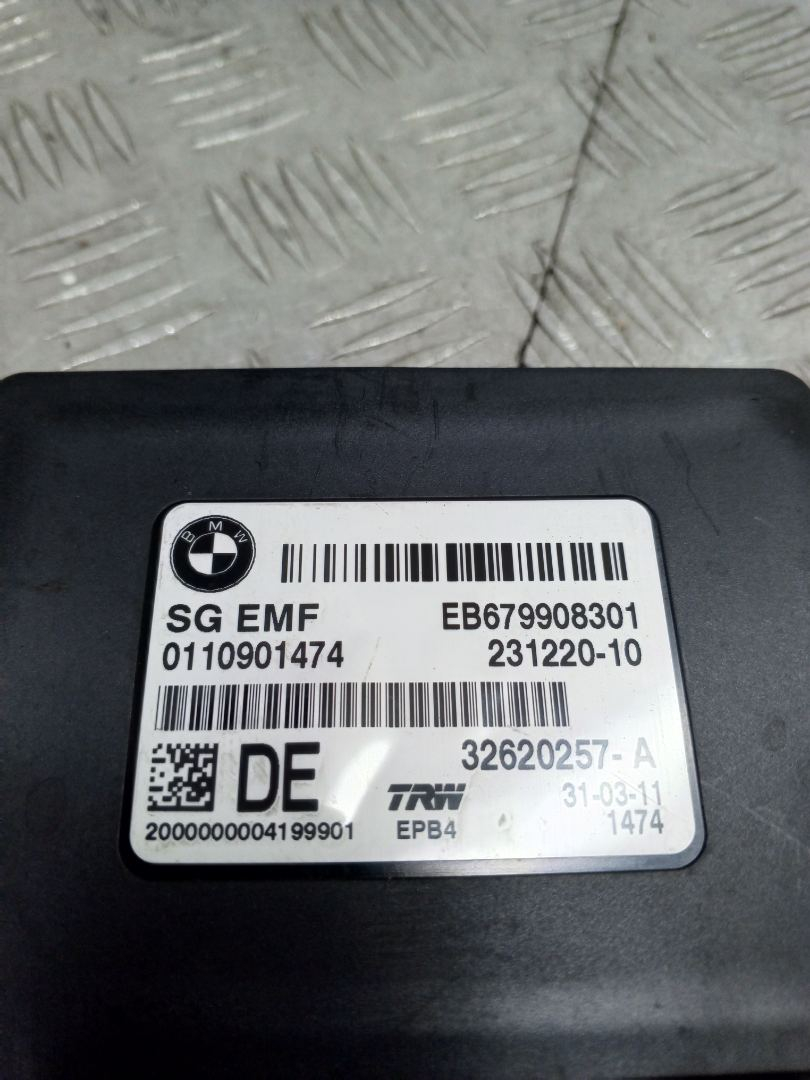 BMW
SG EMF EB679908301
0110901474 231220-10
32620257-A
DE TRW 31-03-11
2000000004199901 EPB4 1474